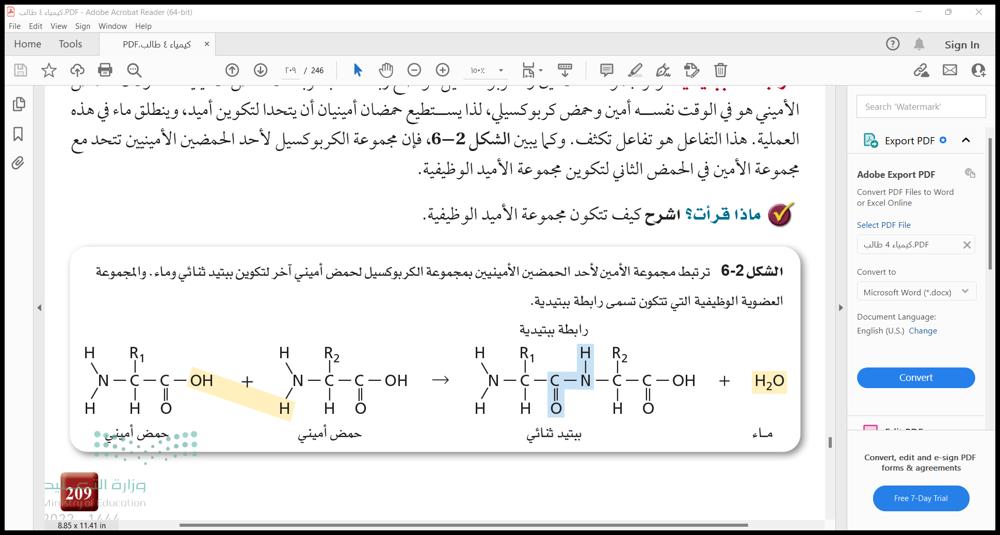 كيمياء ٤ طالب.PDF - Adobe Acrobat Reader (64-bit)
File Edit View Sign Window Help
Home Tools كيمياء ٤ طالب.PDF × Sign In
٢٠٩ / 246 ١٥٠٪
الأميني هو في الوقت نفســه أمين وحمض كربوكسيلي، لذا يســتطيع حمضان أمينيان أن يتحدا لتكوين أميد، وينطلق ماء في هذه
العملية. هذا التفاعل هو تفاعل تكثف. وكما يبين الشكل 2–6، فإن مجموعة الكربوكسيل لأحد الحمضين الأمينيين تتحد مع
مجموعة الأمين في الحمض الثاني لتكوين مجموعة الأميد الوظيفية.
ماذا قرأت؟ اشرح كيف تتكون مجموعة الأميد الوظيفية.
الشكل 2-6 ترتبط مجموعة الأمين لأحد الحمضين الأمينيين بمجموعة الكربوكسيل لحمض أميني آخر لتكوين ببتيد ثنائي وماء. والمجموعة
العضوية الوظيفية التي تتكون تسمى رابطة ببتيدية.
رابطة ببتيدية
H R₁ H R₂ H R₁ H R₂
N – C – C – OH + N – C – C – OH → N – C – C – N – C – C – OH + H₂O
H H O H H O H H O H O
حمض أميني حمض أميني ببتيد ثنائي مـاء
وزارة التعليم
209
Ministry of Education
2022 - 1444
8.85 x 11.41 in
Search 'Watermark'
Export PDF
Adobe Export PDF
Convert PDF Files to Word
or Excel Online
Select PDF File
كيمياء 4 طالب.PDF
Convert to
Microsoft Word (*.docx)
Document Language:
English (U.S.) Change
Convert
Convert, edit and e-sign PDF
forms & agreements
Free 7-Day Trial